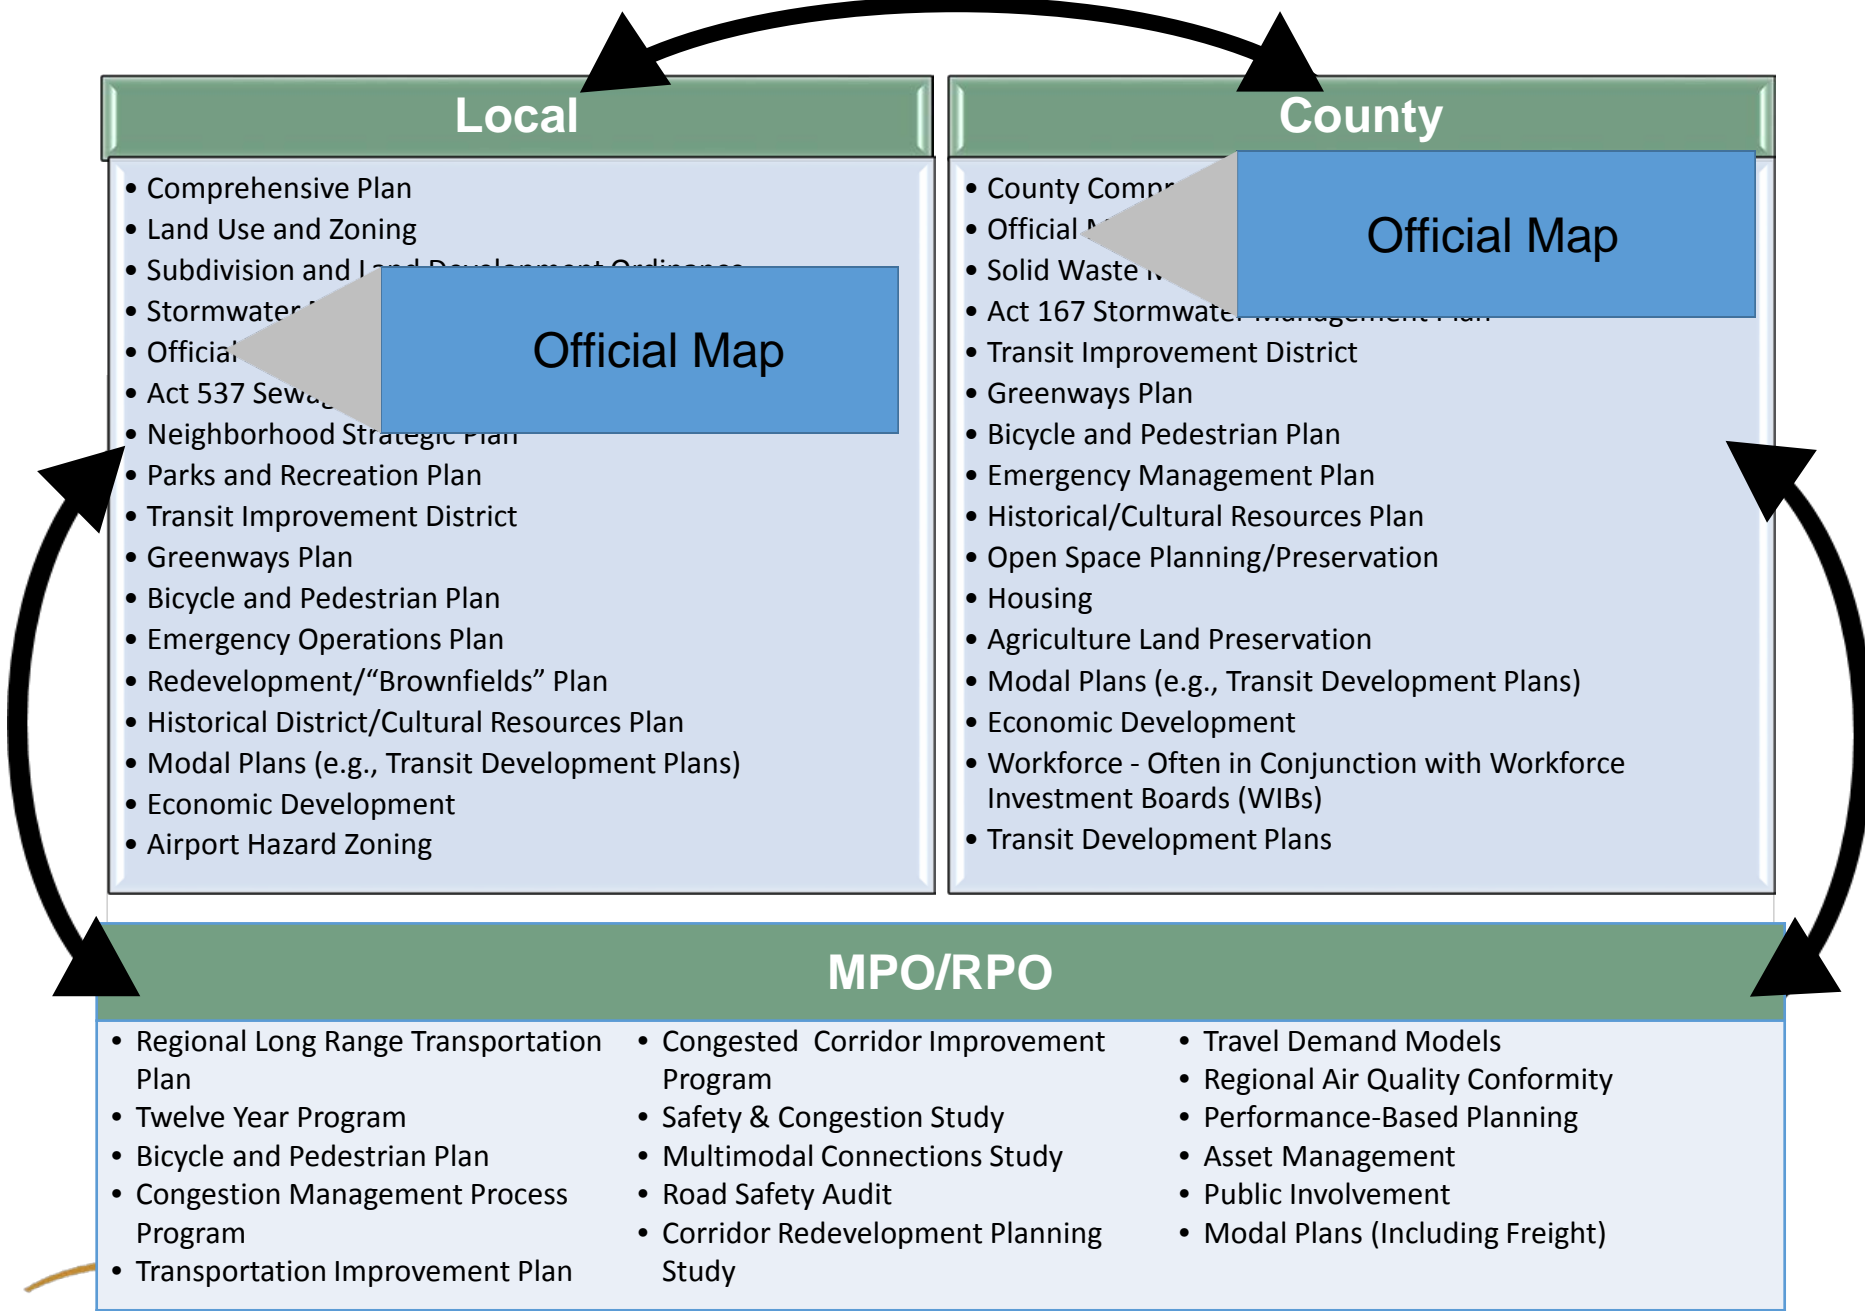 Local
• Comprehensive Plan
• Land Use and Zoning
• Subdivision and Land Development Ordinance
• Stormwater
• Official
Official Map
• Act 537
• Neighborhood Strategic Plan
• Parks and Recreation Plan
• Transit Improvement District
• Greenways Plan
• Bicycle and Pedestrian Plan
• Emergency Operations Plan
• Redevelopment/“Brownfields” Plan
• Historical District/Cultural Resources Plan
• Modal Plans (e.g., Transit Development Plans)
• Economic Development
• Airport Hazard Zoning
County
• County
• Official
Official Map
• Solid Waste
• Act 167 Stormwater Management Plan
• Transit Improvement District
• Greenways Plan
• Bicycle and Pedestrian Plan
• Emergency Management Plan
• Historical/Cultural Resources Plan
• Open Space Planning/Preservation
• Housing
• Agriculture Land Preservation
• Modal Plans (e.g., Transit Development Plans)
• Economic Development
• Workforce - Often in Conjunction with Workforce
Investment Boards (WIBs)
• Transit Development Plans
MPO/RPO
• Regional Long Range Transportation
Plan
• Twelve Year Program
• Bicycle and Pedestrian Plan
• Congestion Management Process
Program
• Transportation Improvement Plan
• Congested Corridor Improvement
Program
• Safety & Congestion Study
• Multimodal Connections Study
• Road Safety Audit
• Corridor Redevelopment Planning
Study
• Travel Demand Models
• Regional Air Quality Conformity
• Performance-Based Planning
• Asset Management
• Public Involvement
• Modal Plans (Including Freight)